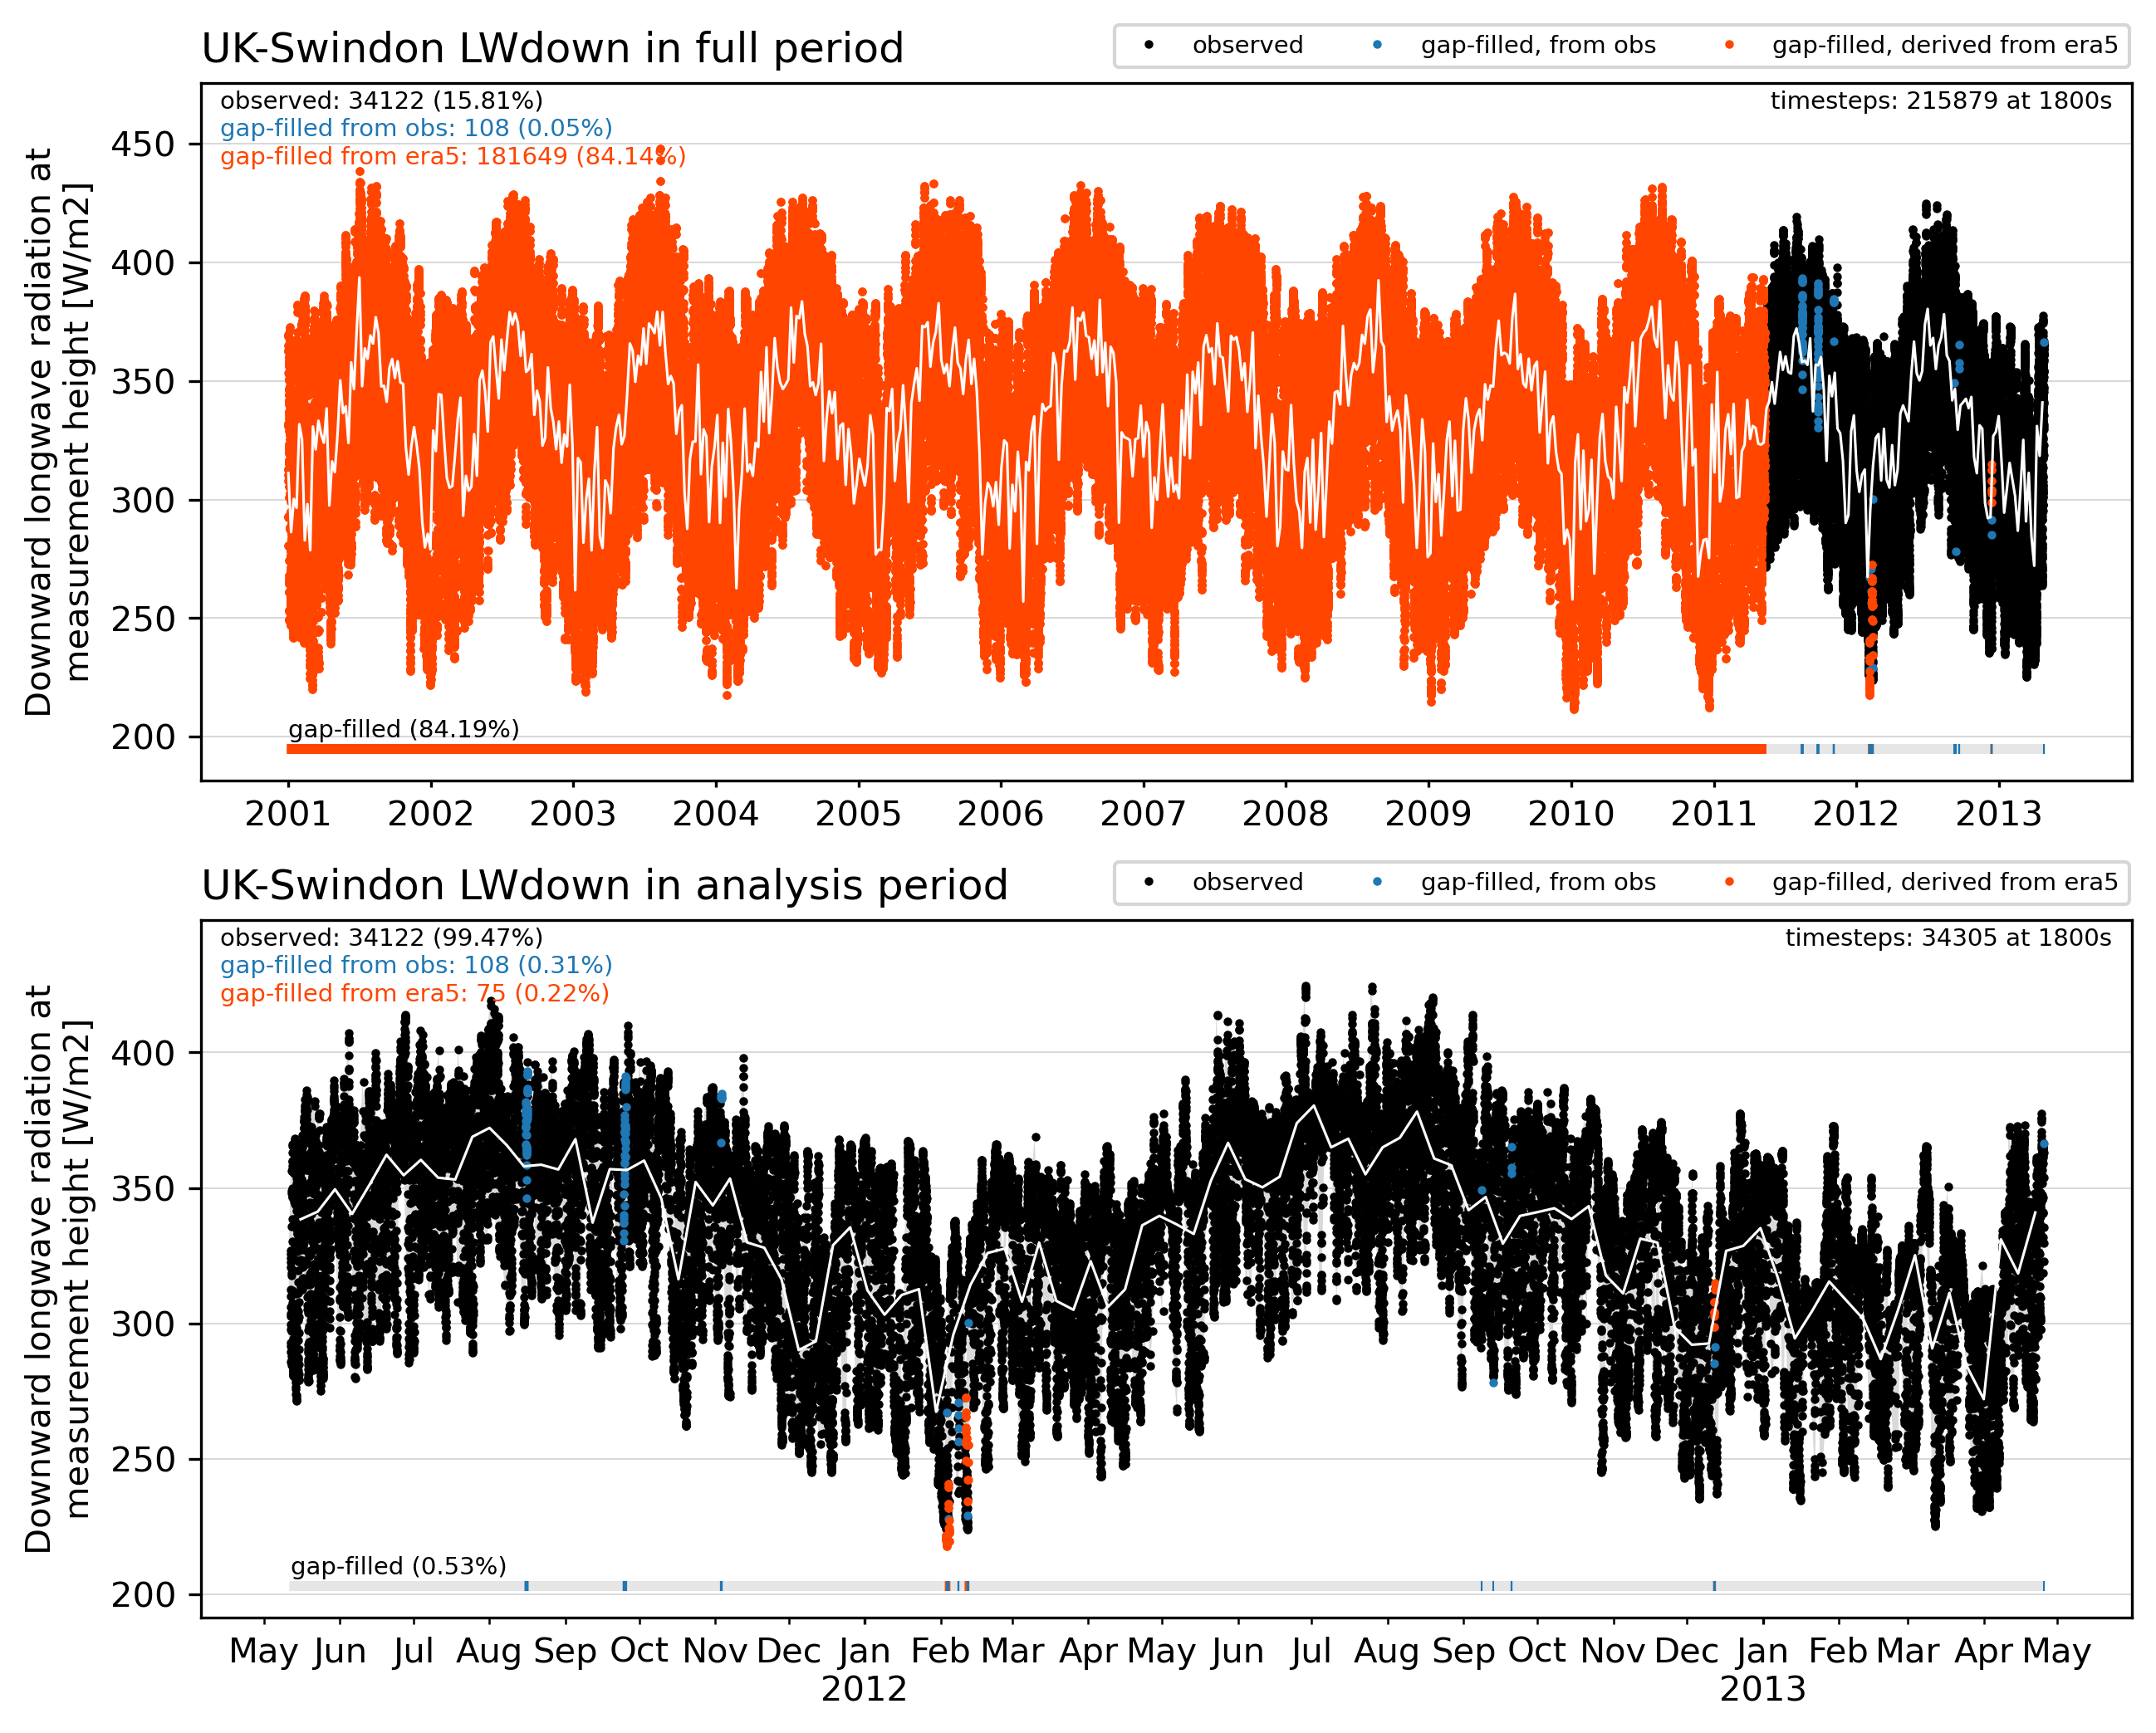 UK-Swindon LWdown in full period
observed gap-filled, from obs gap-filled, derived from era5
observed: 34122 (15.81%)
timesteps: 215879 at 1800s
gap-filled from obs: 108 (0.05%)
gap-filled from era5: 181649 (84.14%)
Downward longwave radiation at
measurement height [W/m2]
450
400
350
300
250
200
gap-filled (84.19%)
2001 2002 2003 2004 2005 2006 2007 2008 2009 2010 2011 2012 2013
UK-Swindon LWdown in analysis period
observed gap-filled, from obs gap-filled, derived from era5
observed: 34122 (99.47%)
timesteps: 34305 at 1800s
gap-filled from obs: 108 (0.31%)
gap-filled from era5: 75 (0.22%)
Downward longwave radiation at
measurement height [W/m2]
400
350
300
250
200
gap-filled (0.53%)
May Jun Jul Aug Sep Oct Nov Dec Jan Feb Mar Apr May Jun Jul Aug Sep Oct Nov Dec Jan Feb Mar Apr May
2012 2013